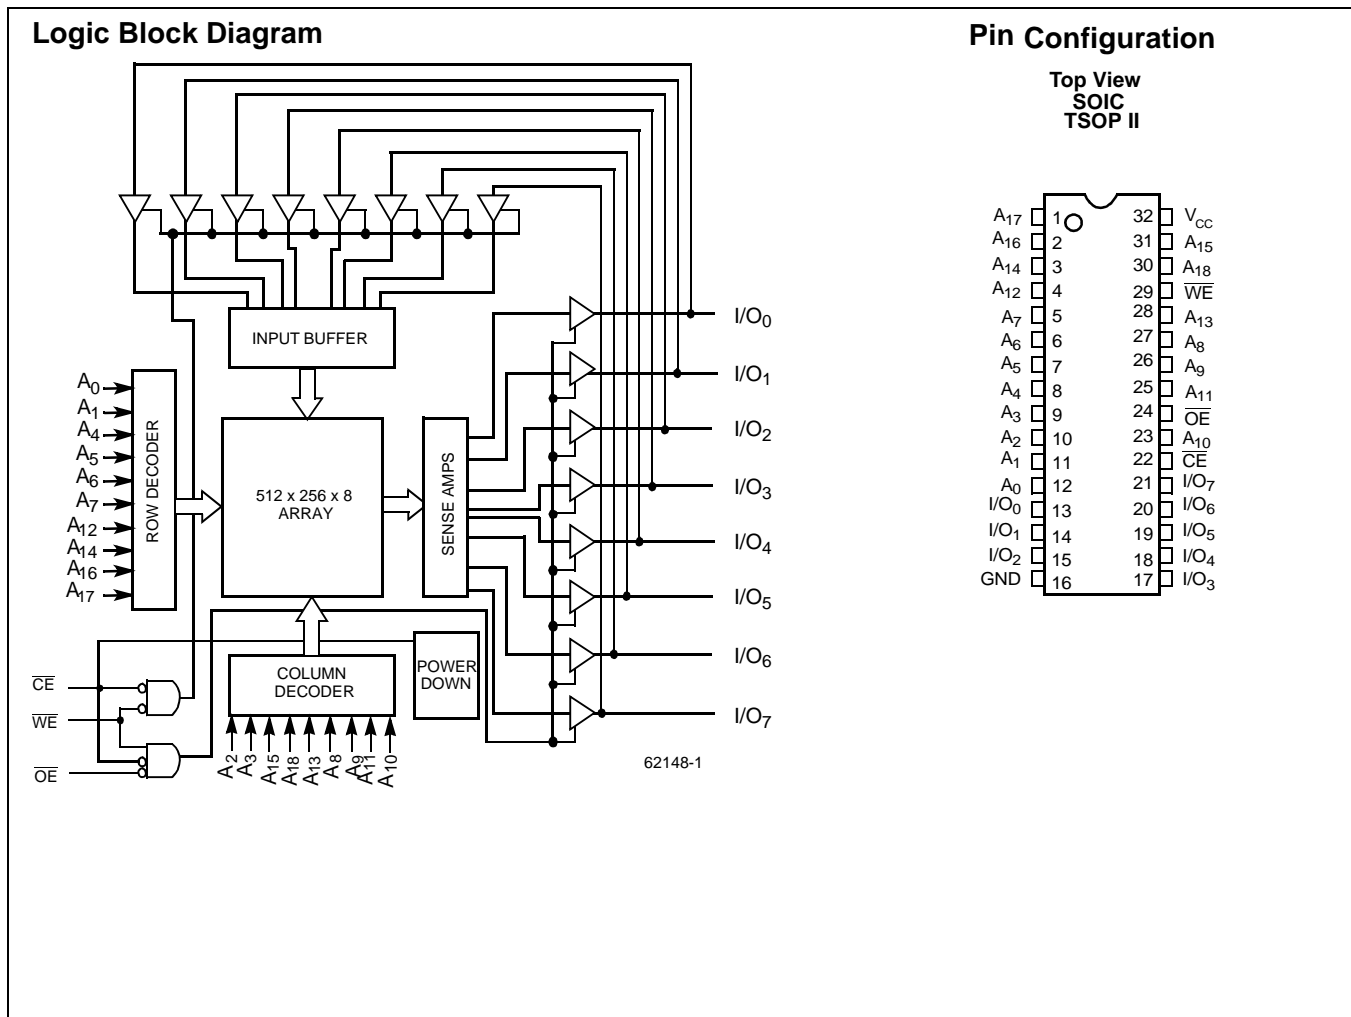 Logic Block Diagram
INPUT BUFFER
A0
A1
A4
A5
A6
A7
A12
A14
A16
A17
ROW DECODER
512 x 256 x 8
ARRAY
SENSE AMPS
I/O0
I/O1
I/O2
I/O3
I/O4
I/O5
I/O6
I/O7
COLUMN
DECODER
POWER
DOWN
C̅E̅
W̅E̅
O̅E̅
A2
A3
A15
A18
A13
A8
A9
A11
A10
62148-1
Pin Configuration
Top View
SOIC
TSOP II
A17 1 32 VCC
A16 2 31 A15
A14 3 30 A18
A12 4 29 W̅E̅
A7 5 28 A13
A6 6 27 A8
A5 7 26 A9
A4 8 25 A11
A3 9 24 O̅E̅
A2 10 23 A10
A1 11 22 C̅E̅
A0 12 21 I/O7
I/O0 13 20 I/O6
I/O1 14 19 I/O5
I/O2 15 18 I/O4
GND 16 17 I/O3